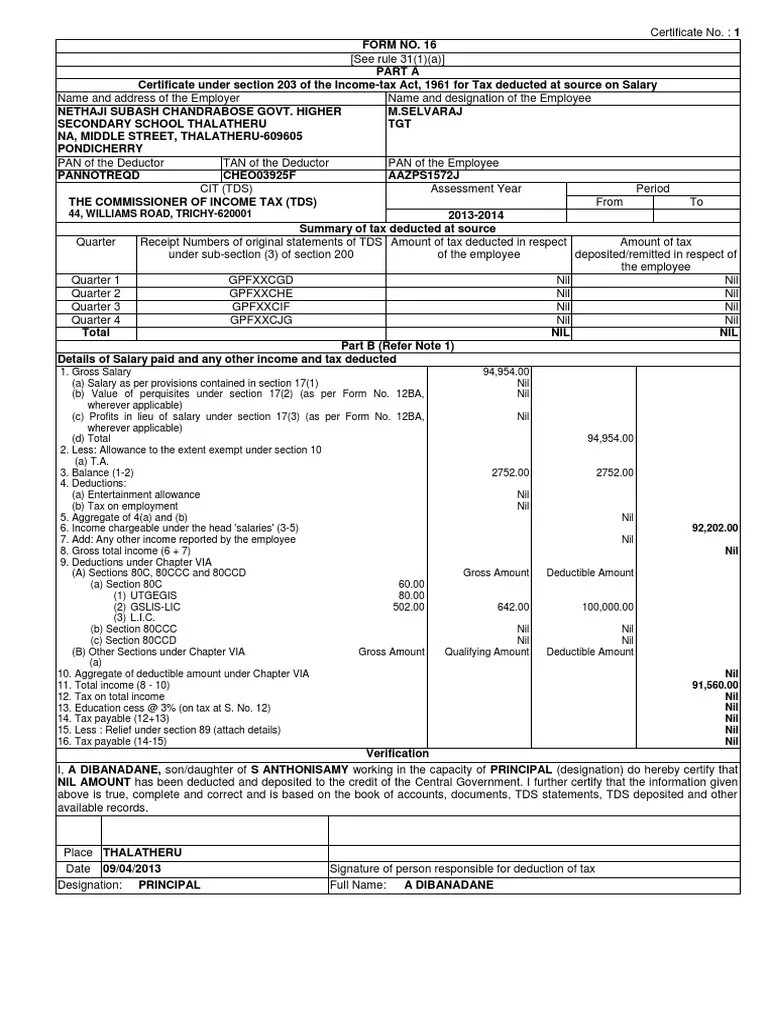 Certificate No. : 1
FORM NO. 16
[See rule 31(1)(a)]
PART A
Certificate under section 203 of the Income-tax Act, 1961 for Tax deducted at source on Salary
Name and address of the Employer Name and designation of the Employee
NETHAJI SUBASH CHANDRABOSE GOVT. HIGHER M.SELVARAJ
SECONDARY SCHOOL THALATHERU TGT
NA, MIDDLE STREET, THALATHERU-609605
PONDICHERRY
PAN of the Deductor TAN of the Deductor PAN of the Employee
PANNOTREQD CHEO03925F AAZPS1572J
CIT (TDS) Assessment Year Period
THE COMMISSIONER OF INCOME TAX (TDS) From To
44, WILLIAMS ROAD, TRICHY-620001 2013-2014
Summary of tax deducted at source
Quarter Receipt Numbers of original statements of TDS Amount of tax deducted in respect Amount of tax
under sub-section (3) of section 200 of the employee deposited/remitted in respect of
the employee
Quarter 1 GPFXXCGD Nil Nil
Quarter 2 GPFXXCHE Nil Nil
Quarter 3 GPFXXCIF Nil Nil
Quarter 4 GPFXXCJG Nil Nil
Total NIL NIL
Part B (Refer Note 1)
Details of Salary paid and any other income and tax deducted
1. Gross Salary 94,954.00
(a) Salary as per provisions contained in section 17(1) Nil
(b) Value of perquisites under section 17(2) (as per Form No. 12BA, Nil
wherever applicable)
(c) Profits in lieu of salary under section 17(3) (as per Form No. 12BA, Nil
wherever applicable)
(d) Total 94,954.00
2. Less: Allowance to the extent exempt under section 10
(a) T.A.
3. Balance (1-2) 2752.00 2752.00
4. Deductions:
(a) Entertainment allowance Nil
(b) Tax on employment Nil
5. Aggregate of 4(a) and (b) Nil
6. Income chargeable under the head 'salaries' (3-5) 92,202.00
7. Add: Any other income reported by the employee Nil
8. Gross total income (6 + 7) Nil
9. Deductions under Chapter VIA
(A) Sections 80C, 80CCC and 80CCD Gross Amount Deductible Amount
(a) Section 80C 60.00
(1) UTGEGIS 80.00
(2) GSLIS-LIC 502.00 642.00 100,000.00
(3) L.I.C.
(b) Section 80CCC Nil Nil
(c) Section 80CCD Nil Nil
(B) Other Sections under Chapter VIA Gross Amount Qualifying Amount Deductible Amount
(a)
10. Aggregate of deductible amount under Chapter VIA Nil
11. Total income (8 - 10) 91,560.00
12. Tax on total income Nil
13. Education cess @ 3% (on tax at S. No. 12) Nil
14. Tax payable (12+13) Nil
15. Less : Relief under section 89 (attach details) Nil
16. Tax payable (14-15) Nil
Verification
I, A DIBANADANE, son/daughter of S ANTHONISAMY working in the capacity of PRINCIPAL (designation) do hereby certify that
NIL AMOUNT has been deducted and deposited to the credit of the Central Government. I further certify that the information given
above is true, complete and correct and is based on the book of accounts, documents, TDS statements, TDS deposited and other
available records.
Place THALATHERU
Date 09/04/2013 Signature of person responsible for deduction of tax
Designation: PRINCIPAL Full Name: A DIBANADANE